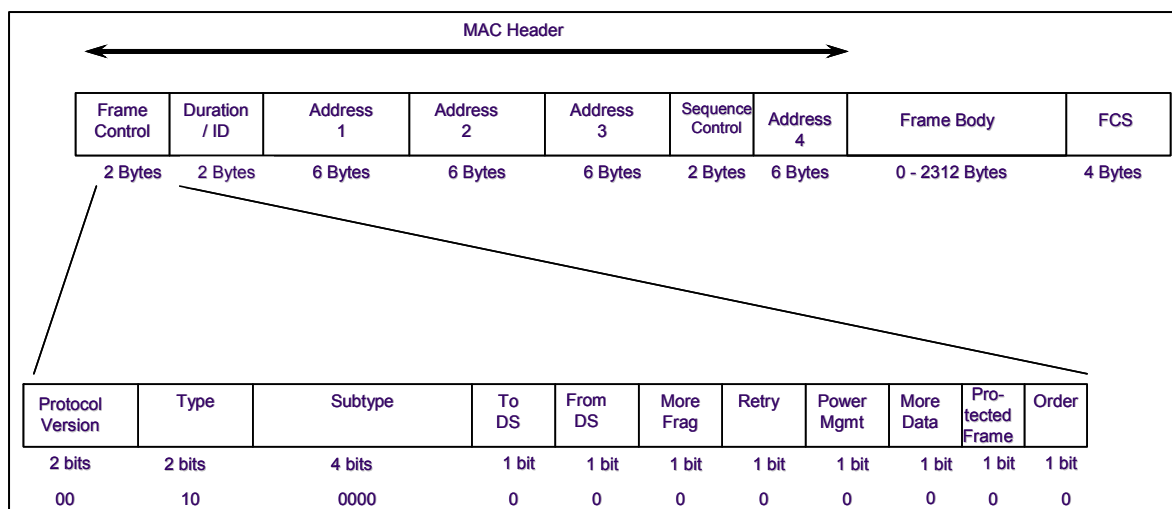 MAC Header
Frame Control
Duration / ID
Address 1
Address 2
Address 3
Sequence Control
Address 4
Frame Body
FCS
2 Bytes 2 Bytes 6 Bytes 6 Bytes 6 Bytes 2 Bytes 6 Bytes 0 - 2312 Bytes 4 Bytes
Protocol Version
Type
Subtype
To DS
From DS
More Frag
Retry
Power Mgmt
More Data
Pro-
tected
Frame
Order
2 bits 2 bits 4 bits 1 bit 1 bit 1 bit 1 bit 1 bit 1 bit 1 bit 1 bit
00 10 0000 0 0 0 0 0 0 0 0